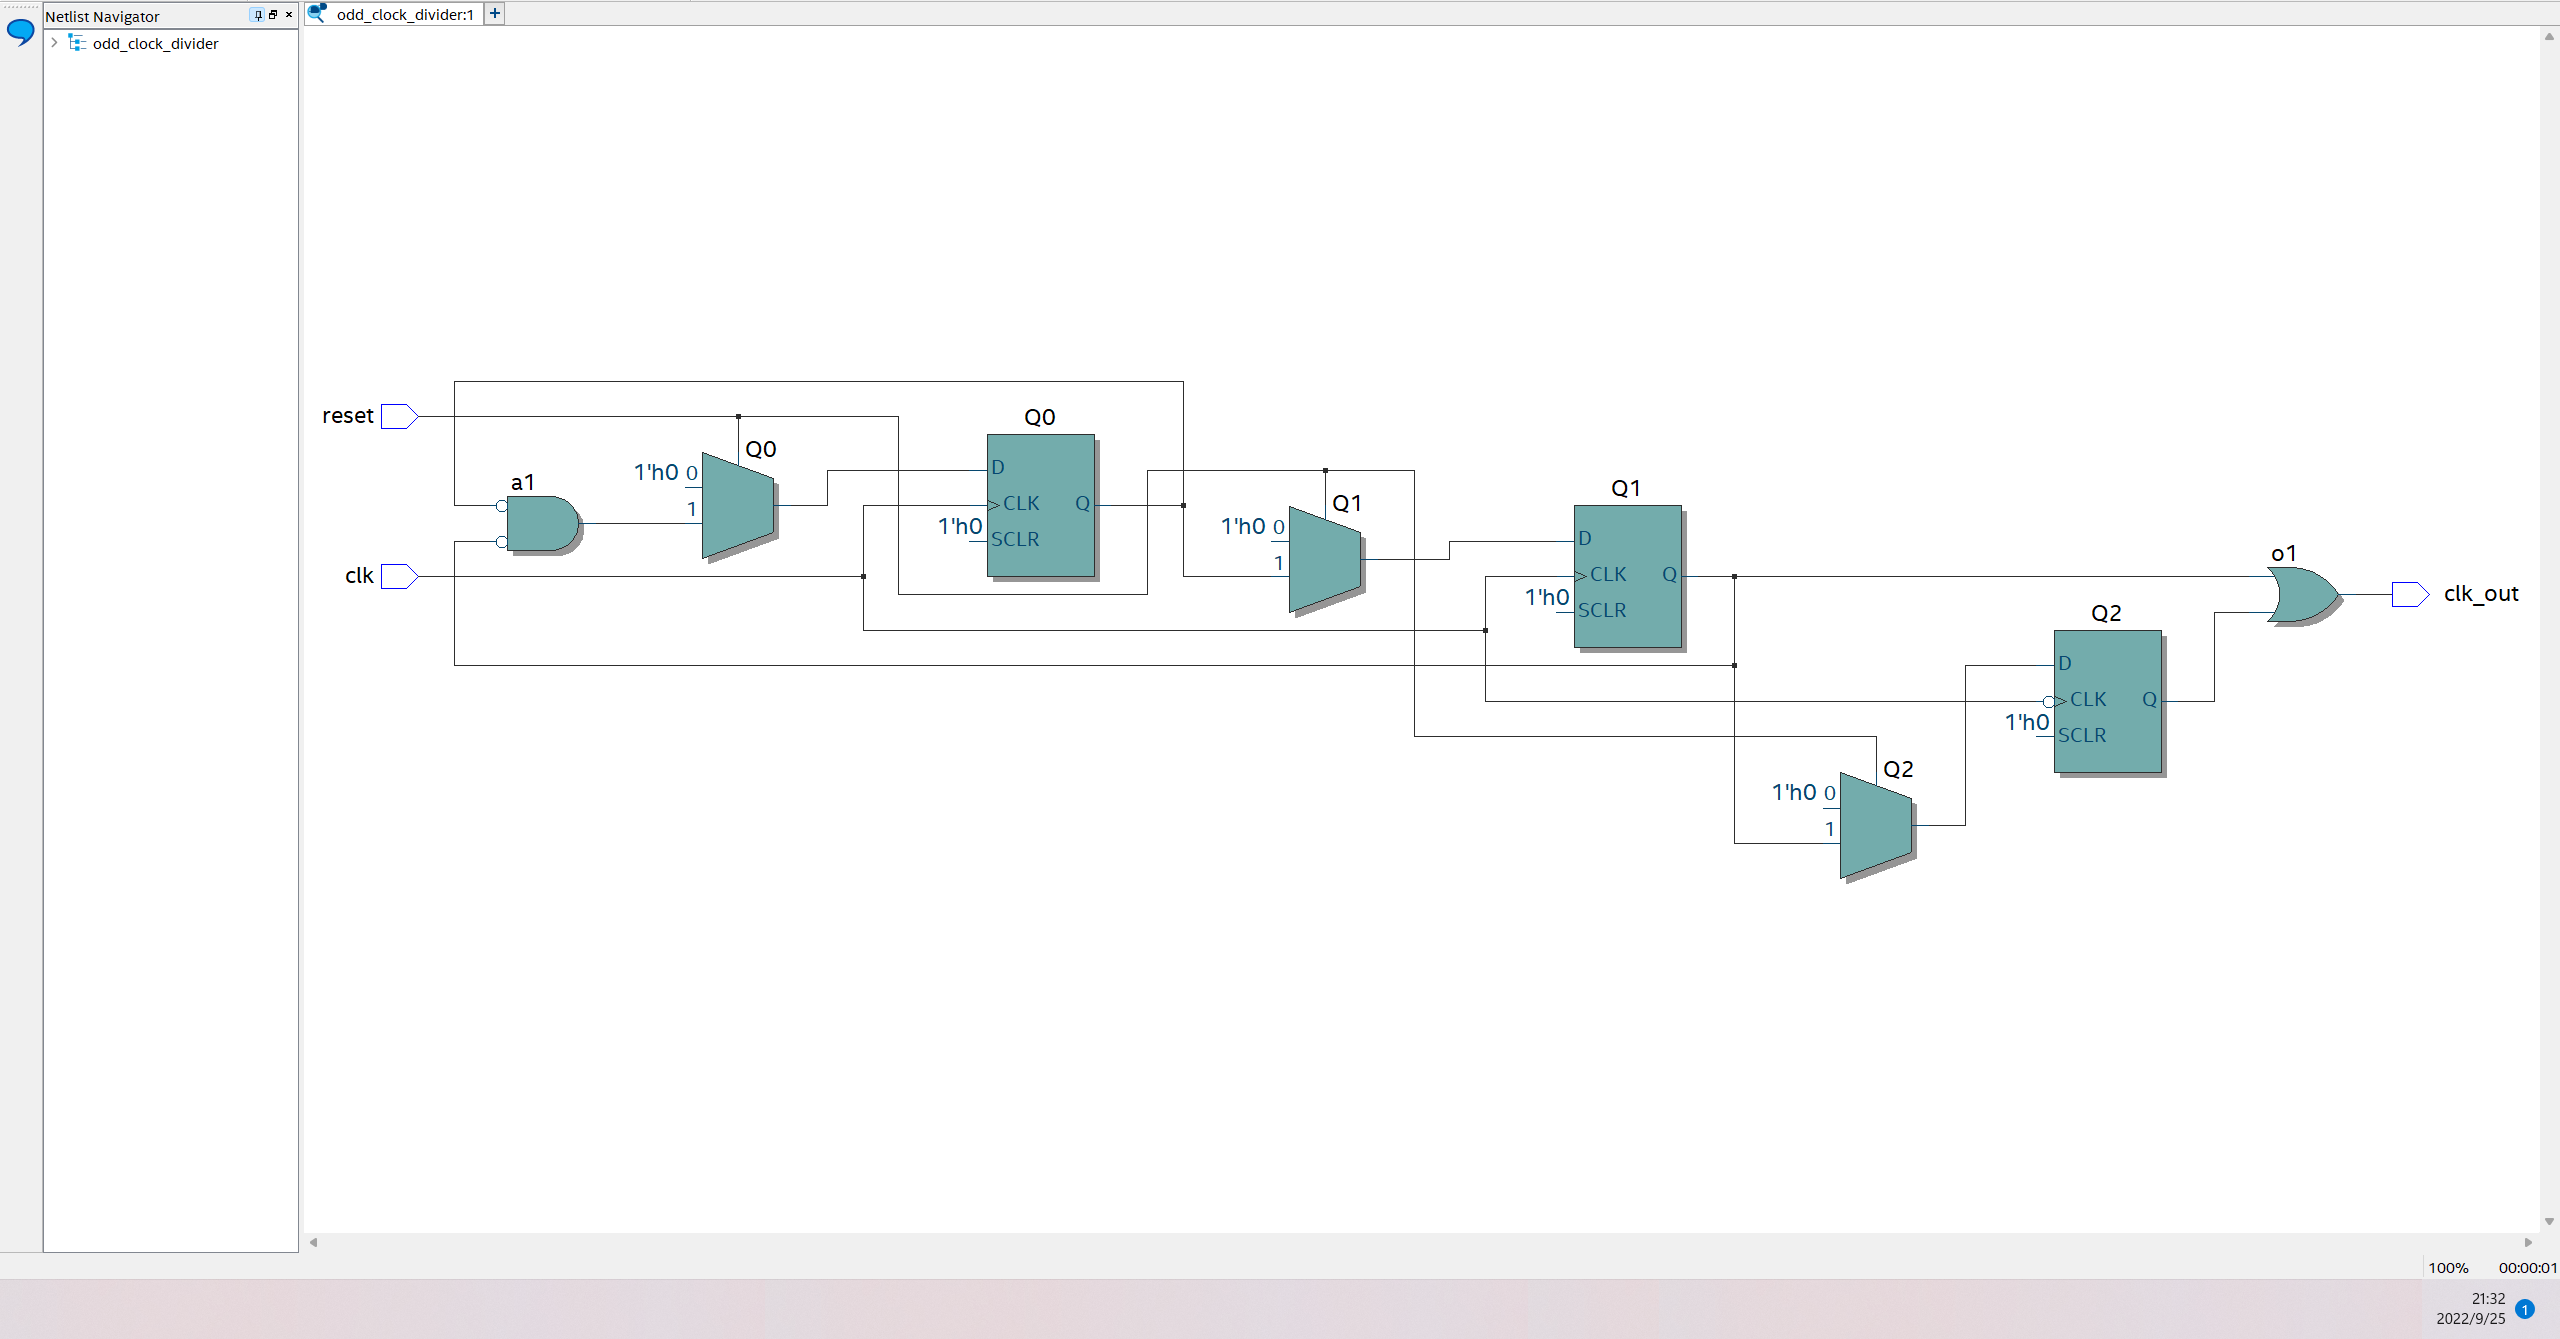 Netlist Navigator
odd_clock_divider
odd_clock_divider:1
reset
clk
a1
Q0
1'h0 0
1
Q0
D
CLK
Q
1'h0
SCLR
Q1
1'h0 0
1
Q1
D
CLK
Q
1'h0
SCLR
Q2
1'h0 0
1
Q2
D
CLK
Q
1'h0
SCLR
o1
clk_out
100% 00:00:01
21:32
2022/9/25
1